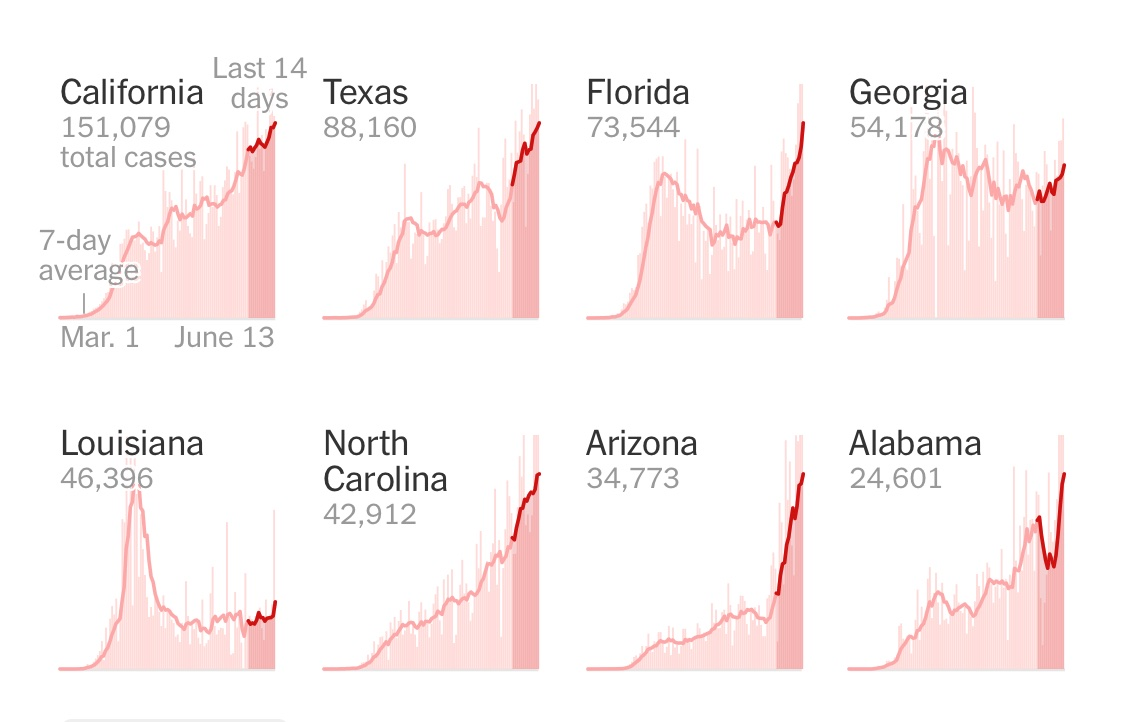 California
151,079
total cases
Last 14
days
7-day
average
Mar. 1
June 13
Texas
88,160
Florida
73,544
Georgia
54,178
Louisiana
46,396
North
Carolina
42,912
Arizona
34,773
Alabama
24,601